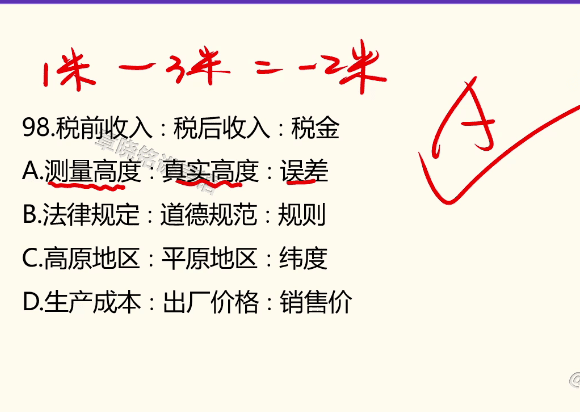 1米 - 3米 = -2米
A
98.税前收入 : 税后收入 : 税金
A.测量高度 : 真实高度 : 误差
B.法律规定 : 道德规范 : 规则
C.高原地区 : 平原地区 : 纬度
D.生产成本 : 出厂价格 : 销售价
@